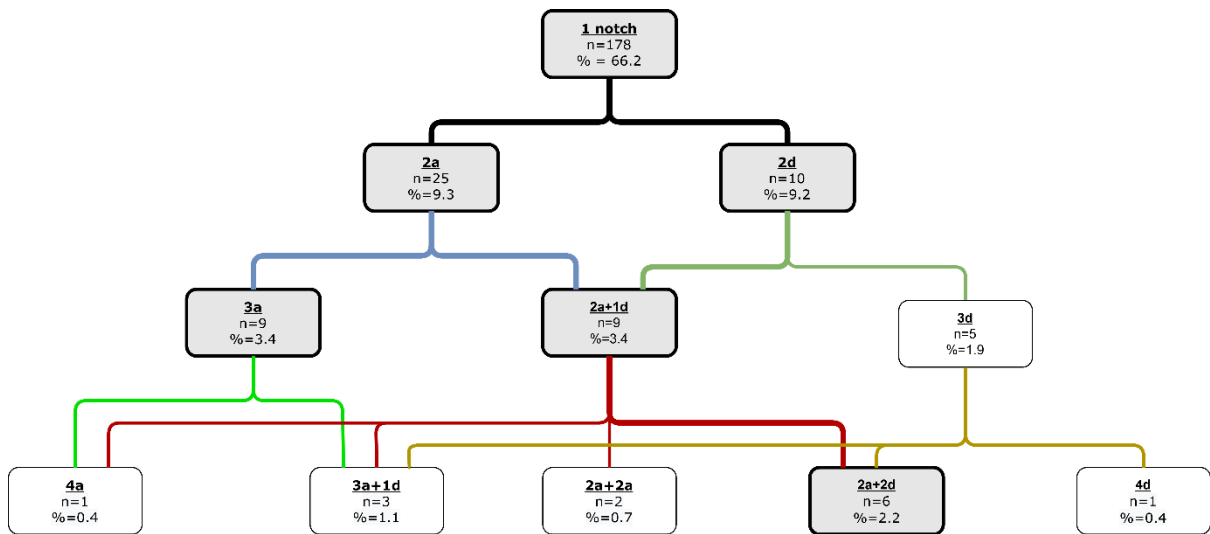 1 notch
n=178
% = 66.2
2a
n=25
%=9.3
2d
n=10
%=9.2
3a
n=9
%=3.4
2a+1d
n=9
%=3.4
3d
n=5
%=1.9
4a
n=1
%=0.4
3a+1d
n=3
%=1.1
2a+2a
n=2
%=0.7
2a+2d
n=6
%=2.2
4d
n=1
%=0.4